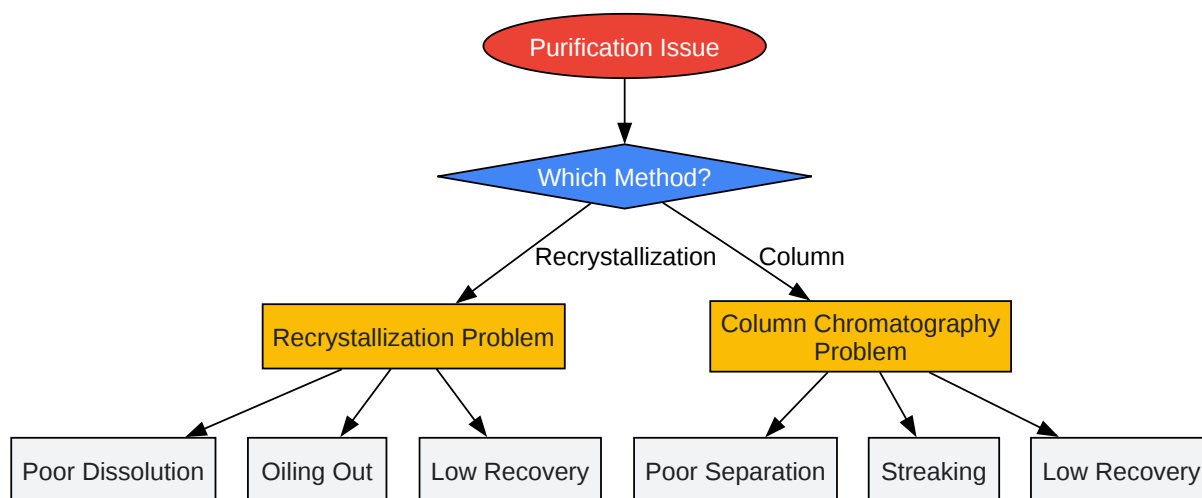 Purification Issue
Which Method?
Recrystallization
Column
Recrystallization Problem
Column Chromatography
Problem
Poor Dissolution
Oiling Out
Low Recovery
Poor Separation
Streaking
Low Recovery